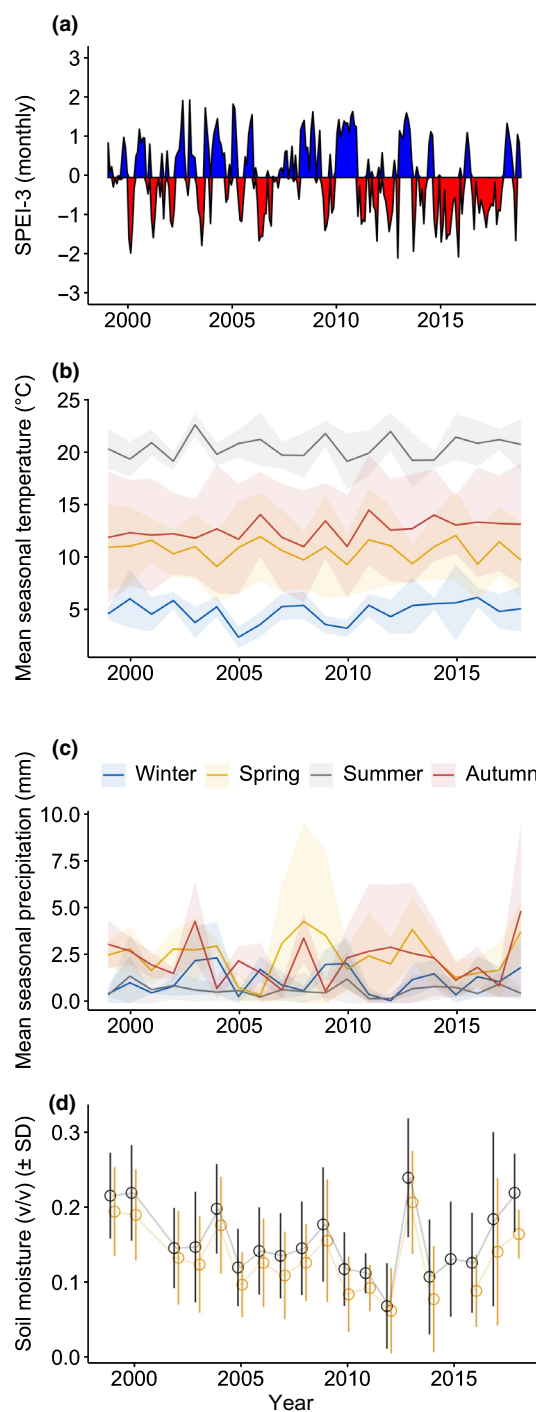 (a)
SPEI-3 (monthly)
3
2
1
0
−1
−2
−3
2000 2005 2010 2015
(b)
Mean seasonal temperature (°C)
25
20
15
10
5
2000 2005 2010 2015
(c)
Winter Spring Summer Autumn
Mean seasonal precipitation (mm)
10.0
7.5
5.0
2.5
0.0
2000 2005 2010 2015
(d)
Soil moisture (v/v) (± SD)
0.3
0.2
0.1
0.0
2000 2005 2010 2015
Year